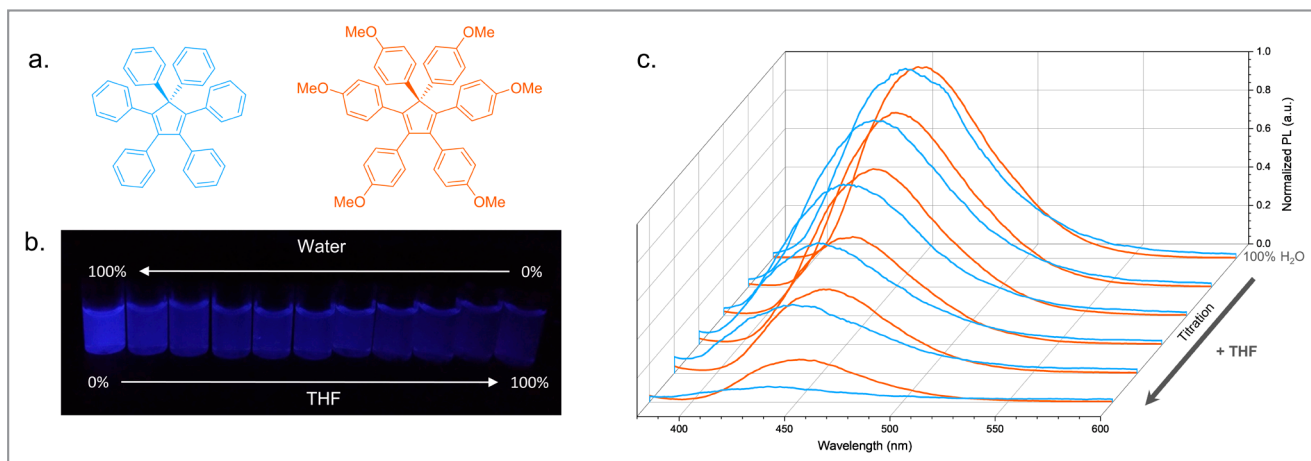 a.
MeO
OMe
MeO
OMe
MeO
OMe
b.
Water
100%
0%
0%
100%
THF
c.
1.0
0.8
0.6
0.4
0.2
0.0
Normalized PL (a.u.)
100% H₂O
Titration
+ THF
400
450
500
550
600
Wavelength (nm)